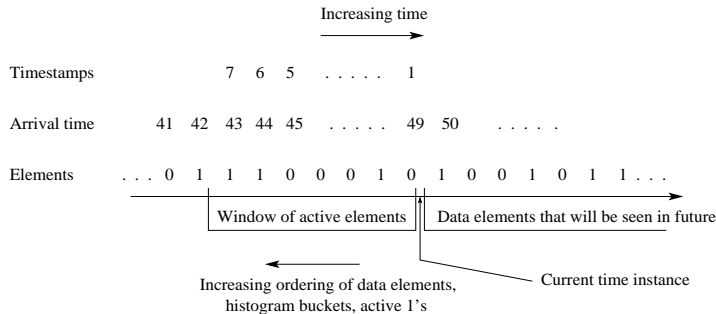 Increasing time
Timestamps 7 6 5 . . . . . 1
Arrival time 41 42 43 44 45 . . . . . 49 50 . . . . .
Elements . . . 0 1 1 1 0 0 0 1 0 1 0 0 1 0 1 1 . . .
Window of active elements Data elements that will be seen in future
Increasing ordering of data elements,
histogram buckets, active 1's
Current time instance